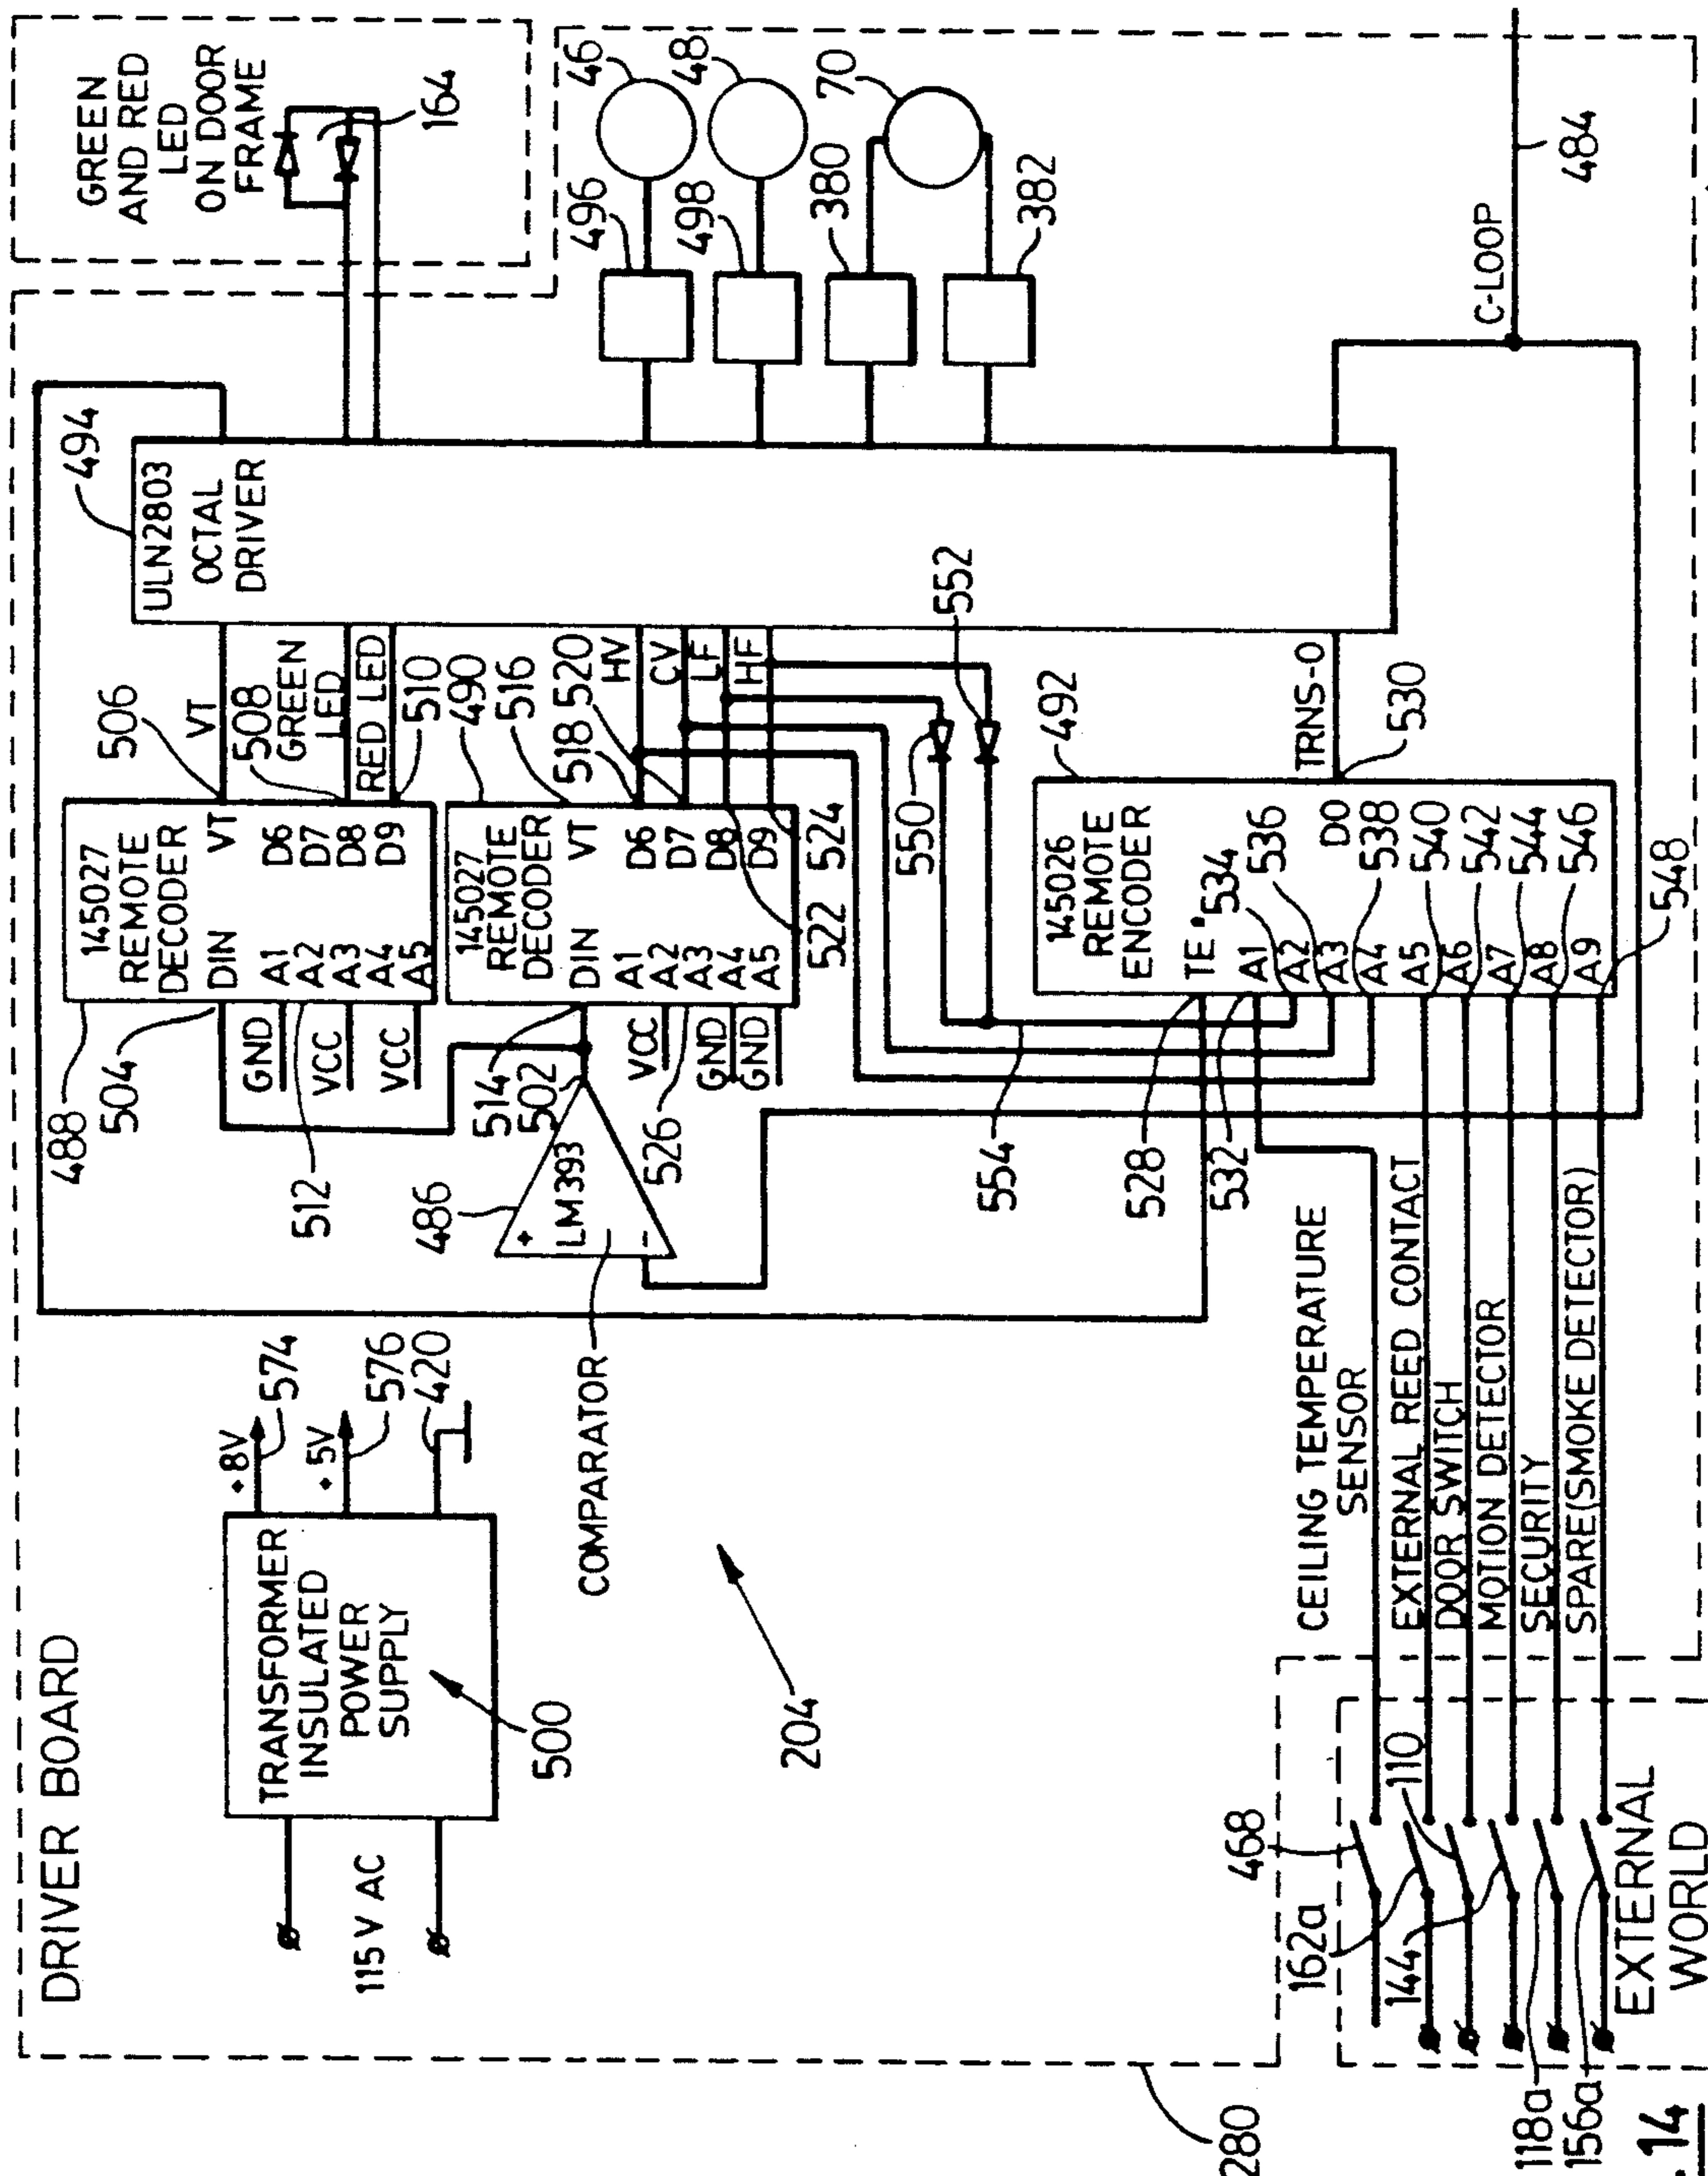 DRIVER BOARD
115 V AC
TRANSFORMER
INSULATED
POWER
SUPPLY
500
+8V
574
+5V
576
420
204
280
488
504
145027
REMOTE
DECODER
DIN
VT
A1
A2
A3
A4
A5
D6
D7
D8
D9
GND
VCC
VCC
512
506
VT
508
GREEN
LED
RED LED
510
490
516
145027
REMOTE
DECODER
DIN
VT
A1
A2
A3
A4
A5
D6
D7
D8
D9
VCC
GND
GND
514
502
526
518
520
522
524
HV
CV
LF
HF
486
+
LM393
-
COMPARATOR
494
ULN2803
OCTAL
DRIVER
GREEN
AND RED
LED
ON DOOR
FRAME
164
496
46
498
48
380
70
382
C-LOOP
484
550
552
554
492
145026
REMOTE
ENCODER
TE
A1
A2
A3
A4
A5
A6
A7
A8
A9
DO
TRNS-O
530
528
532
534
536
538
540
542
544
546
548
CEILING TEMPERATURE
SENSOR
EXTERNAL REED CONTACT
DOOR SWITCH
MOTION DETECTOR
SECURITY
SPARE(SMOKE DETECTOR)
468
162a
110
144
118a
156a
EXTERNAL
WORLD
.14